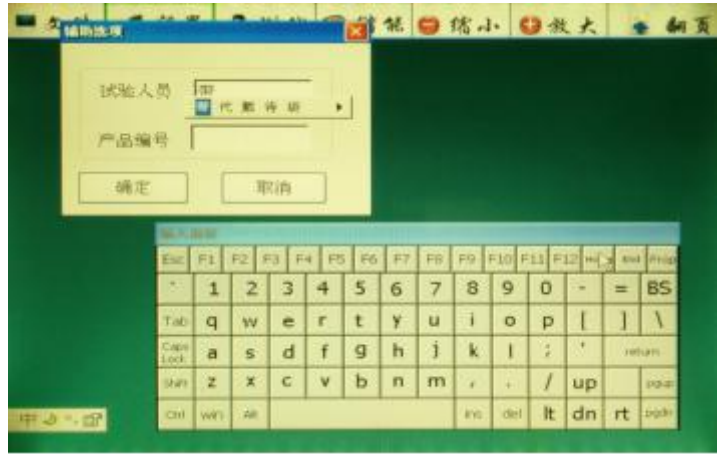 缩小 放大 翻页
辅助选项
试验人员
产品编号
确定 取消
Esc F1 F2 F3 F4 F5 F6 F7 F8 F9 F10 F11 F12 End
1 2 3 4 5 6 7 8 9 0 - = BS
Tab q w e r t y u i o p [ ] \
Caps Lock a s d f g h j k l ; ' return
Shift z x c v b n m , . / up pgup
Ctrl win Alt ins del lt dn rt pgdn
中